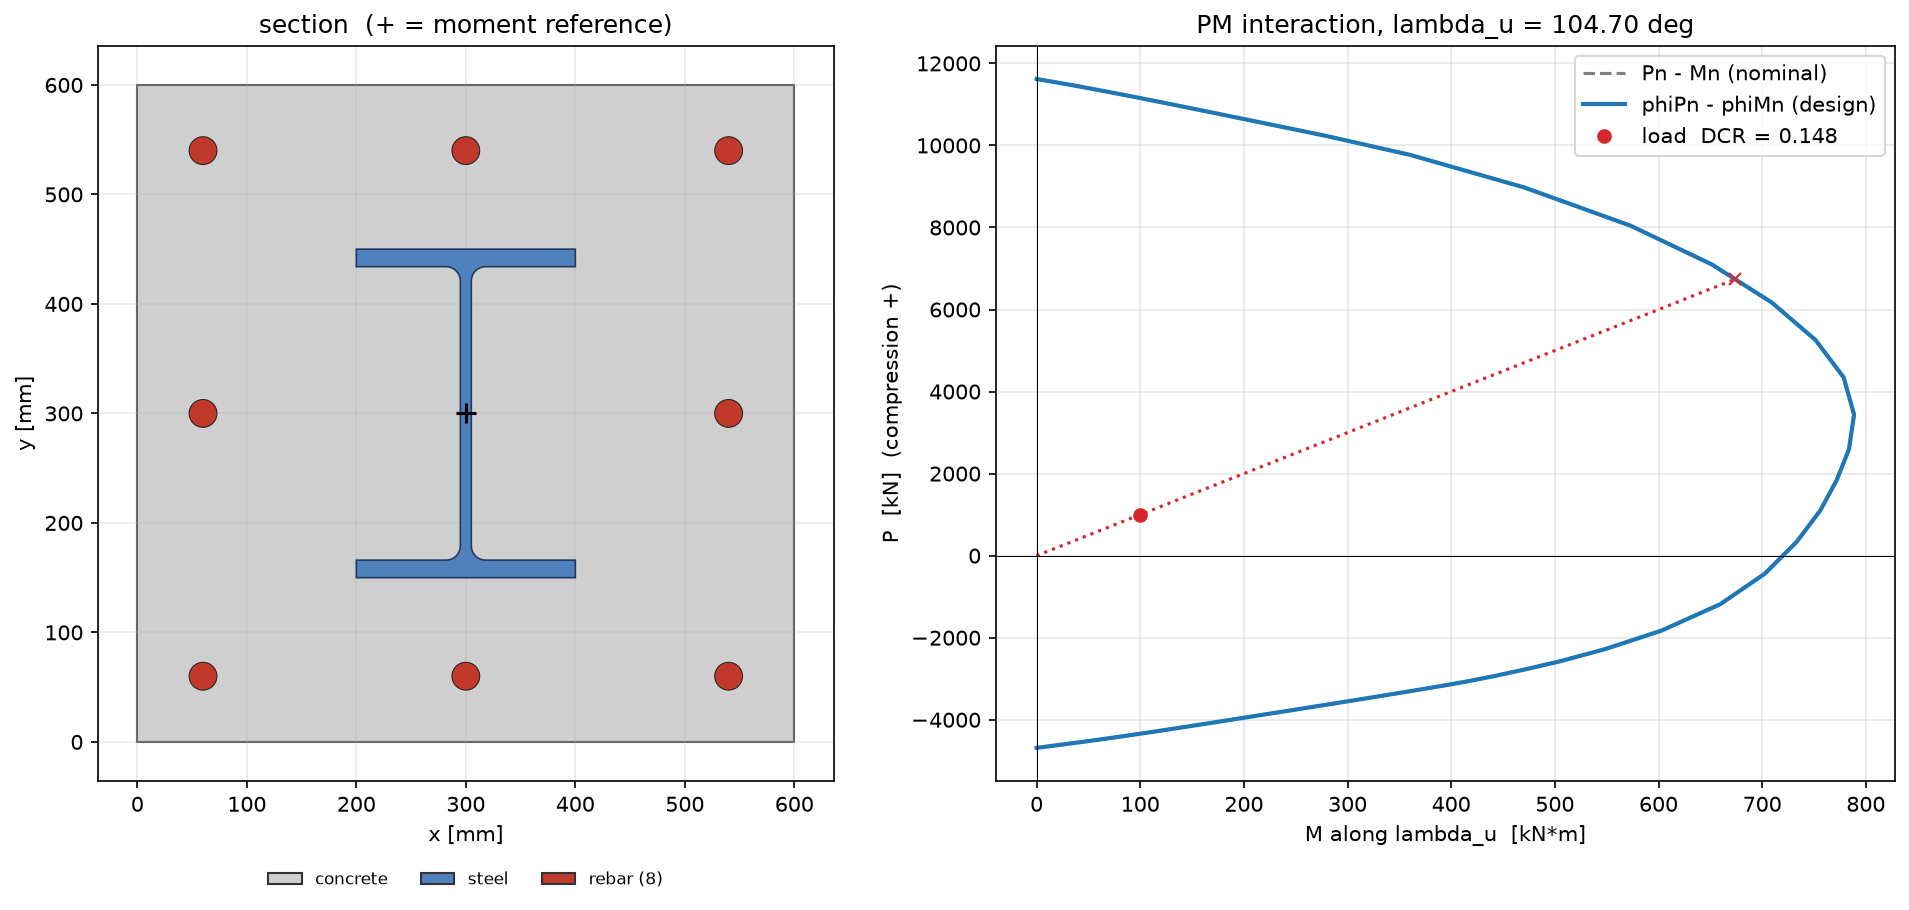 section  (+ = moment reference)
600
500
400
300
200
100
0
y [mm]
0 100 200 300 400 500 600
x [mm]
concrete steel rebar (8)
PM interaction, lambda_u = 104.70 deg
Pn - Mn (nominal)
phiPn - phiMn (design)
load  DCR = 0.148
12000
10000
8000
6000
4000
2000
0
−2000
−4000
P  [kN]  (compression +)
0 100 200 300 400 500 600 700 800
M along lambda_u  [kN*m]